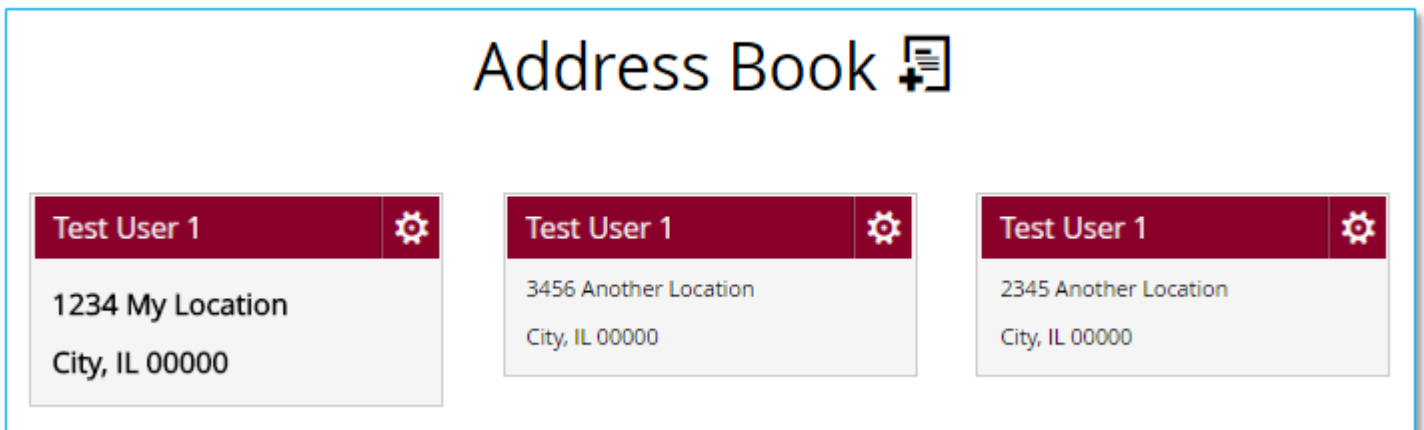 Address Book
Test User 1
1234 My Location
City, IL 00000
Test User 1
3456 Another Location
City, IL 00000
Test User 1
2345 Another Location
City, IL 00000